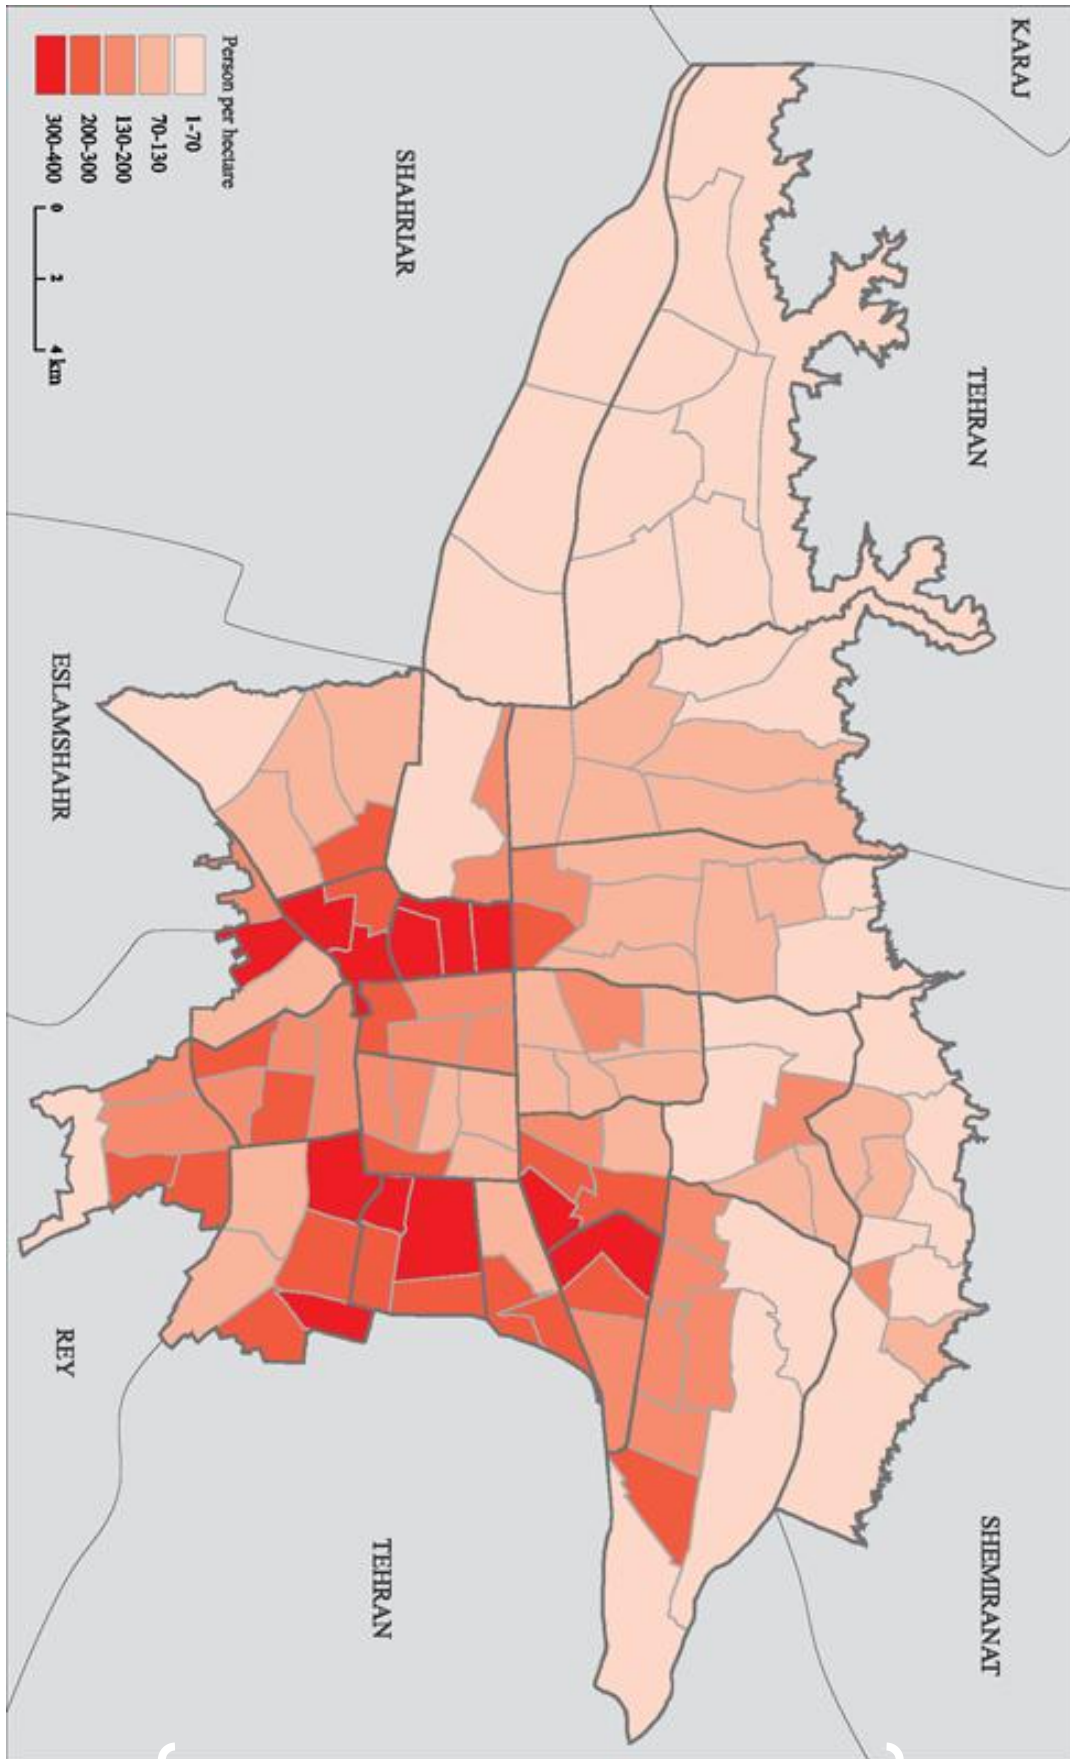 KARAJ
TEHRAN
SHEMIRANAT
SHAHRIAR
TEHRAN
ESLAMSHAHR
REY
Person per hectare
1-70
70-130
130-200
200-300
300-400
0 2 4 km